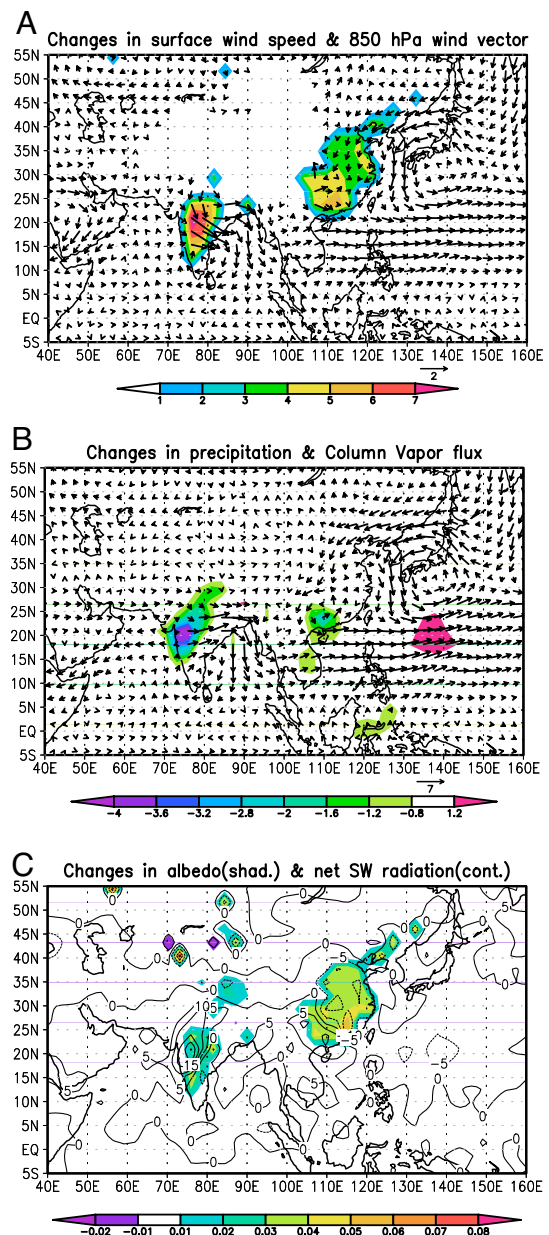 A
Changes in surface wind speed & 850 hPa wind vector
55N
50N
45N
40N
35N
30N
25N
20N
15N
10N
5N
EQ
5S
40E 50E 60E 70E 80E 90E 100E 110E 120E 130E 140E 150E 160E
2
1 2 3 4 5 6 7
B
Changes in precipitation & Column Vapor flux
55N
50N
45N
40N
35N
30N
25N
20N
15N
10N
5N
EQ
5S
40E 50E 60E 70E 80E 90E 100E 110E 120E 130E 140E 150E 160E
7
-4 -3.6 -3.2 -2.8 -2 -1.6 -1.2 -0.8 1.2
C
Changes in albedo(shad.) & net SW radiation(cont.)
55N
50N
45N
40N
35N
30N
25N
20N
15N
10N
5N
EQ
5S
40E 50E 60E 70E 80E 90E 100E 110E 120E 130E 140E 150E 160E
-0.02 -0.01 0.01 0.02 0.03 0.04 0.05 0.06 0.07 0.08